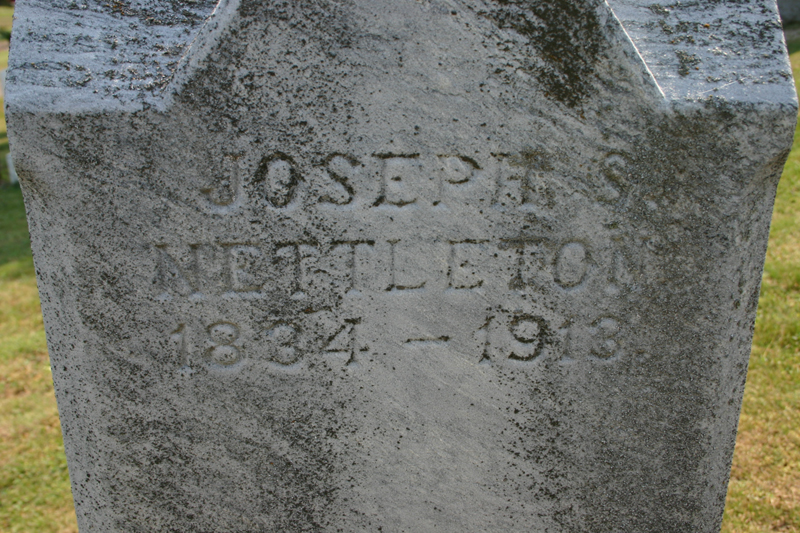 JOSEPH S.
NETTLETON
1834 – 1913.